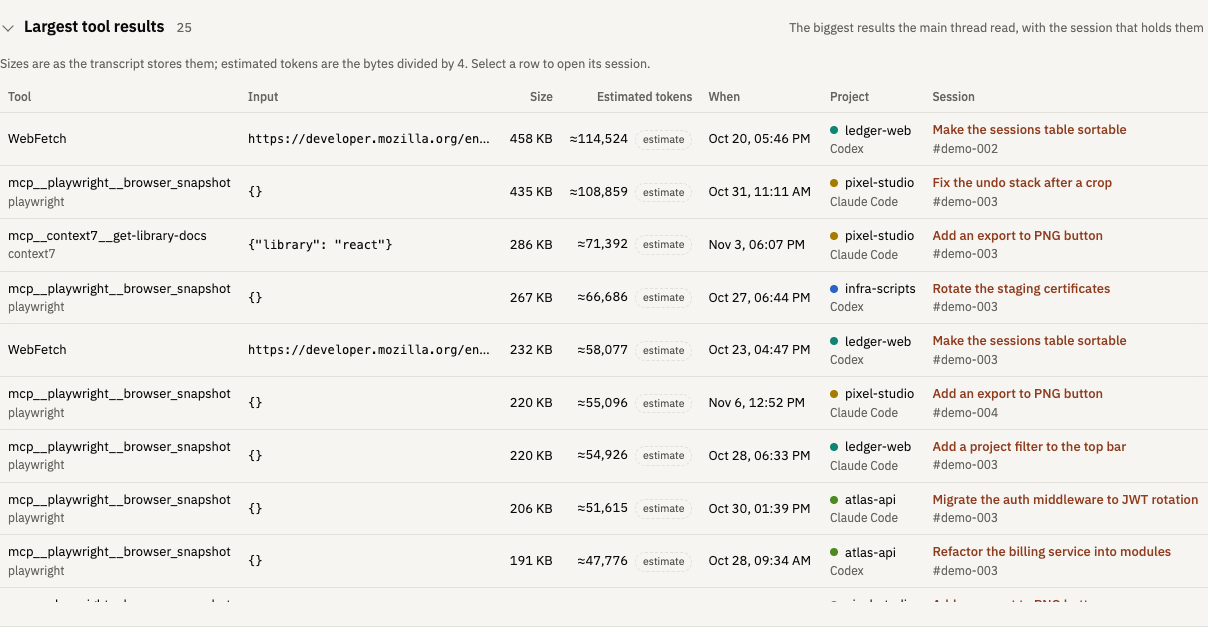 Largest tool results 25
The biggest results the main thread read, with the session that holds them
Sizes are as the transcript stores them; estimated tokens are the bytes divided by 4. Select a row to open its session.
Tool Input Size Estimated tokens When Project Session
WebFetch https://developer.mozilla.org/en... 458 KB ≈114,524 estimate Oct 20, 05:46 PM ledger-web Make the sessions table sortable
Codex #demo-002
mcp__playwright__browser_snapshot {} 435 KB ≈108,859 estimate Oct 31, 11:11 AM pixel-studio Fix the undo stack after a crop
playwright Claude Code #demo-003
mcp__context7__get-library-docs {"library": "react"} 286 KB ≈71,392 estimate Nov 3, 06:07 PM pixel-studio Add an export to PNG button
context7 Claude Code #demo-003
mcp__playwright__browser_snapshot {} 267 KB ≈66,686 estimate Oct 27, 06:44 PM infra-scripts Rotate the staging certificates
playwright Codex #demo-003
WebFetch https://developer.mozilla.org/en... 232 KB ≈58,077 estimate Oct 23, 04:47 PM ledger-web Make the sessions table sortable
Codex #demo-003
mcp__playwright__browser_snapshot {} 220 KB ≈55,096 estimate Nov 6, 12:52 PM pixel-studio Add an export to PNG button
playwright Claude Code #demo-004
mcp__playwright__browser_snapshot {} 220 KB ≈54,926 estimate Oct 28, 06:33 PM ledger-web Add a project filter to the top bar
playwright Claude Code #demo-003
mcp__playwright__browser_snapshot {} 206 KB ≈51,615 estimate Oct 30, 01:39 PM atlas-api Migrate the auth middleware to JWT rotation
playwright Claude Code #demo-003
mcp__playwright__browser_snapshot {} 191 KB ≈47,776 estimate Oct 28, 09:34 AM atlas-api Refactor the billing service into modules
playwright Codex #demo-003